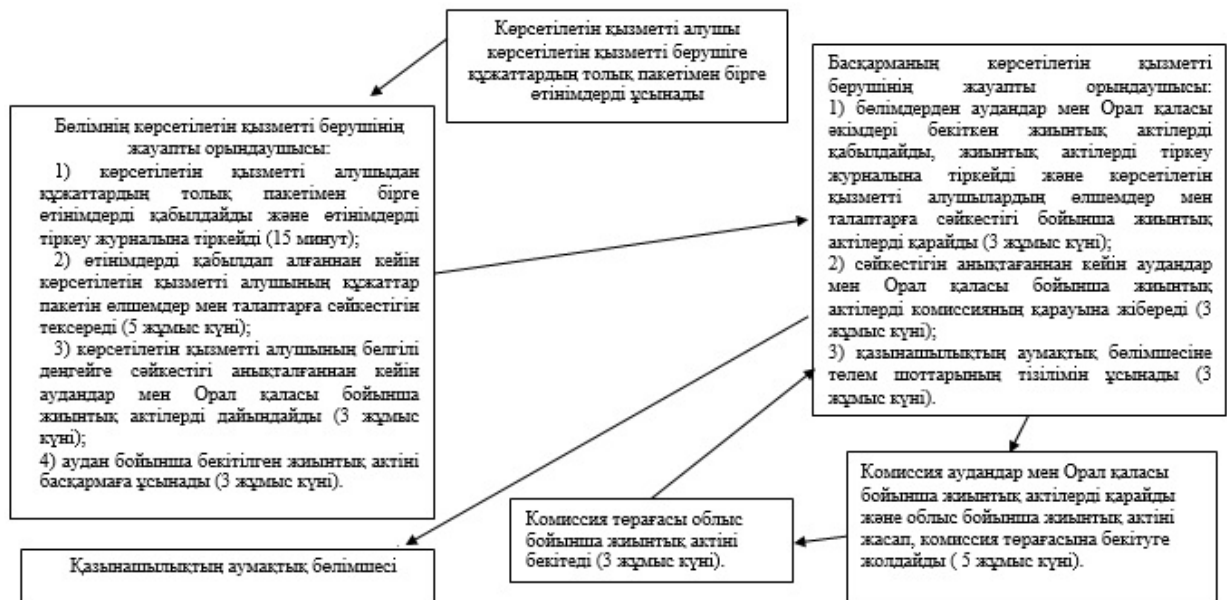 Көрсетілетін қызметті алушы
көрсетілетін қызметті берушіге
құжаттардың толық пакетімен бірге
өтінімдерді ұсынады
Бөлімнің көрсетілетін қызметті берушінің
жауапты орындаушысы:
1) көрсетілетін қызметті алушыдан
құжаттардың толық пакетімен бірге
өтінімдерді қабылдайды және өтінімдерді
тіркеу журналына тіркейді (15 минут);
2) өтінімдерді қабылдап алғаннан кейін
көрсетілетін қызметті алушының құжаттар
пакетін өлшемдер мен талаптарға сәйкестігін
тексереді (5 жұмыс күні);
3) көрсетілетін қызметті алушының белгілі
деңгейге сәйкестігі анықталғаннан кейін
аудандар мен Орал қаласы бойынша
жиынтық актілерді дайындайды (3 жұмыс
күні);
4) аудан бойынша бекітілген жиынтық актіні
басқармаға ұсынады (3 жұмыс күні).
Басқарманың көрсетілетін қызметті
берушінің жауапты орындаушысы:
1) бөлімдерден аудандар мен Орал қаласы
әкімдері бекіткен жиынтық актілерді
қабылдайды, жиынтық актілерді тіркеу
журналына тіркейді және көрсетілетін
қызметті алушылардың өлшемдер мен
талаптарға сәйкестігі бойынша жиынтық
актілерді қарайды (3 жұмыс күні);
2) сәйкестігін анықтағаннан кейін аудандар
мен Орал қаласы бойынша жиынтық
актілерді комиссияның қарауына жібереді (3
жұмыс күні);
3) қазынашылықтың аумақтық бөлімшесіне
төлем шоттарының тізілімін ұсынады (3
жұмыс күні).
Комиссия аудандар мен Орал қаласы
бойынша жиынтық актілерді қарайды
және облыс бойынша жиынтық актіні
жасап, комиссия төрағасына бекітуге
жолдайды ( 5 жұмыс күні).
Комиссия төрағасы облыс
бойынша жиынтық актіні
бекітеді (3 жұмыс күні).
Қазынашылықтың аумақтық бөлімшесі